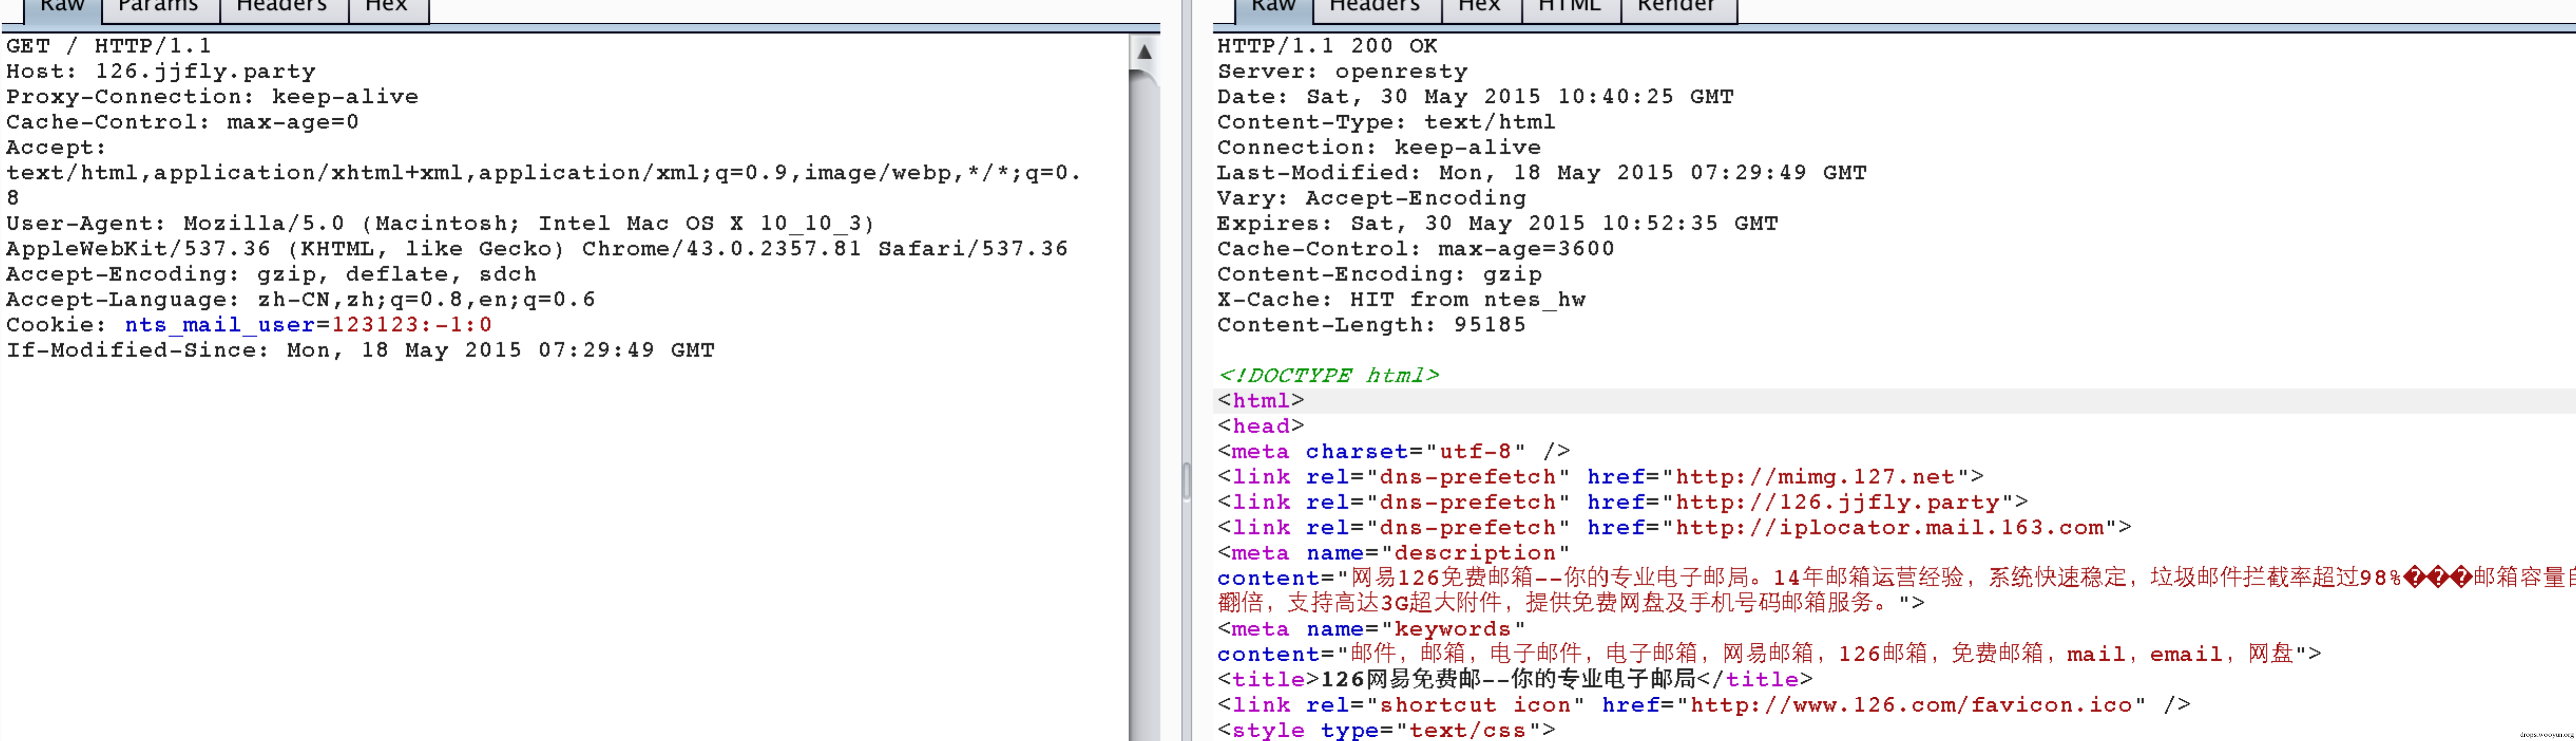 Raw Params Headers Hex
GET / HTTP/1.1
Host: 126.jjfly.party
Proxy-Connection: keep-alive
Cache-Control: max-age=0
Accept:
text/html,application/xhtml+xml,application/xml;q=0.9,image/webp,*/*;q=0.
8
User-Agent: Mozilla/5.0 (Macintosh; Intel Mac OS X 10_10_3)
AppleWebKit/537.36 (KHTML, like Gecko) Chrome/43.0.2357.81 Safari/537.36
Accept-Encoding: gzip, deflate, sdch
Accept-Language: zh-CN,zh;q=0.8,en;q=0.6
Cookie: nts_mail_user=123123:-1:0
If-Modified-Since: Mon, 18 May 2015 07:29:49 GMT
Raw Headers Hex HTML Render
HTTP/1.1 200 OK
Server: openresty
Date: Sat, 30 May 2015 10:40:25 GMT
Content-Type: text/html
Connection: keep-alive
Last-Modified: Mon, 18 May 2015 07:29:49 GMT
Vary: Accept-Encoding
Expires: Sat, 30 May 2015 10:52:35 GMT
Cache-Control: max-age=3600
Content-Encoding: gzip
X-Cache: HIT from ntes_hw
Content-Length: 95185
<!DOCTYPE html>
<html>
<head>
<meta charset="utf-8" />
<link rel="dns-prefetch" href="http://mimg.127.net">
<link rel="dns-prefetch" href="http://126.jjfly.party">
<link rel="dns-prefetch" href="http://iplocator.mail.163.com">
<meta name="description"
content="网易126免费邮箱--你的专业电子邮局。14年邮箱运营经验，系统快速稳定，垃圾邮件拦截率超过98%���邮箱容量自
翻倍，支持高达3G超大附件，提供免费网盘及手机号码邮箱服务。">
<meta name="keywords"
content="邮件，邮箱，电子邮件，电子邮箱，网易邮箱，126邮箱，免费邮箱，mail，email，网盘">
<title>126网易免费邮--你的专业电子邮局</title>
<link rel="shortcut icon" href="http://www.126.com/favicon.ico" />
<style type="text/css">
drops.wooyun.org